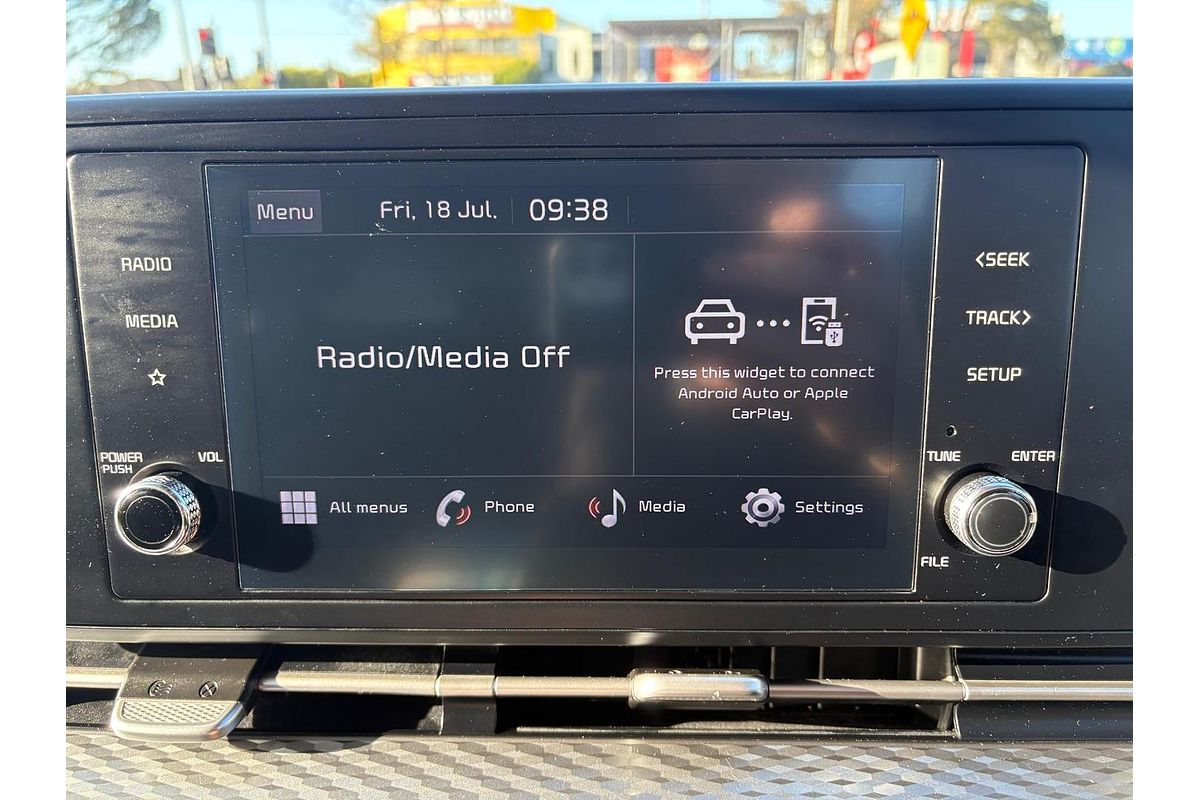 Menu
Fri, 18 Jul.
09:38
RADIO
MEDIA
POWER
PUSH
VOL
Radio/Media Off
Press this widget to connect
Android Auto or Apple
CarPlay.
All menus
Phone
Media
Settings
<SEEK
TRACK>
SETUP
TUNE
ENTER
FILE